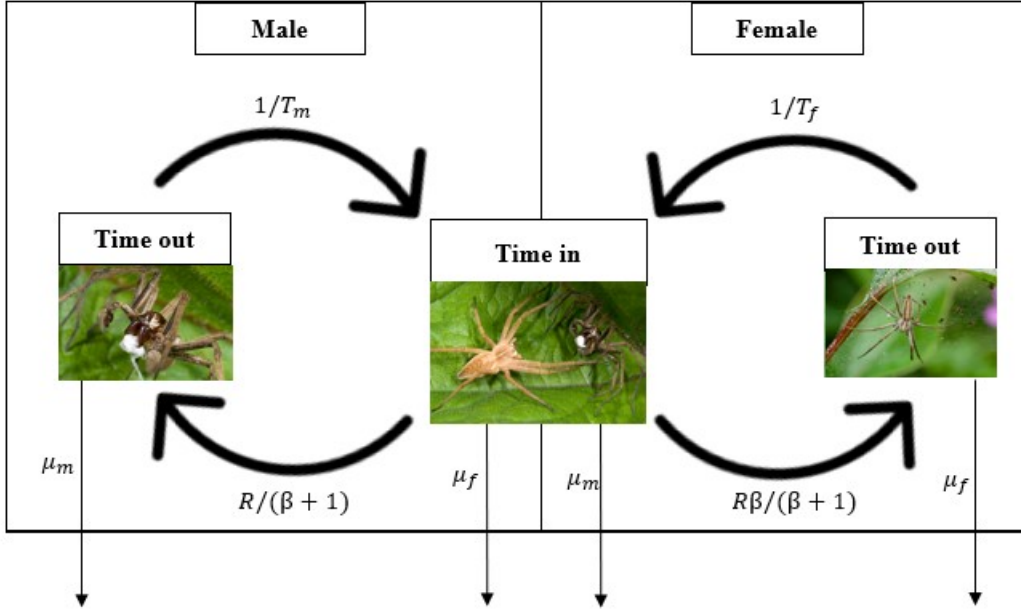 Male
Female
1/T_m
1/T_f
Time out
Time in
Time out
μ_m
μ_f
μ_m
μ_f
R/(β + 1)
Rβ/(β + 1)